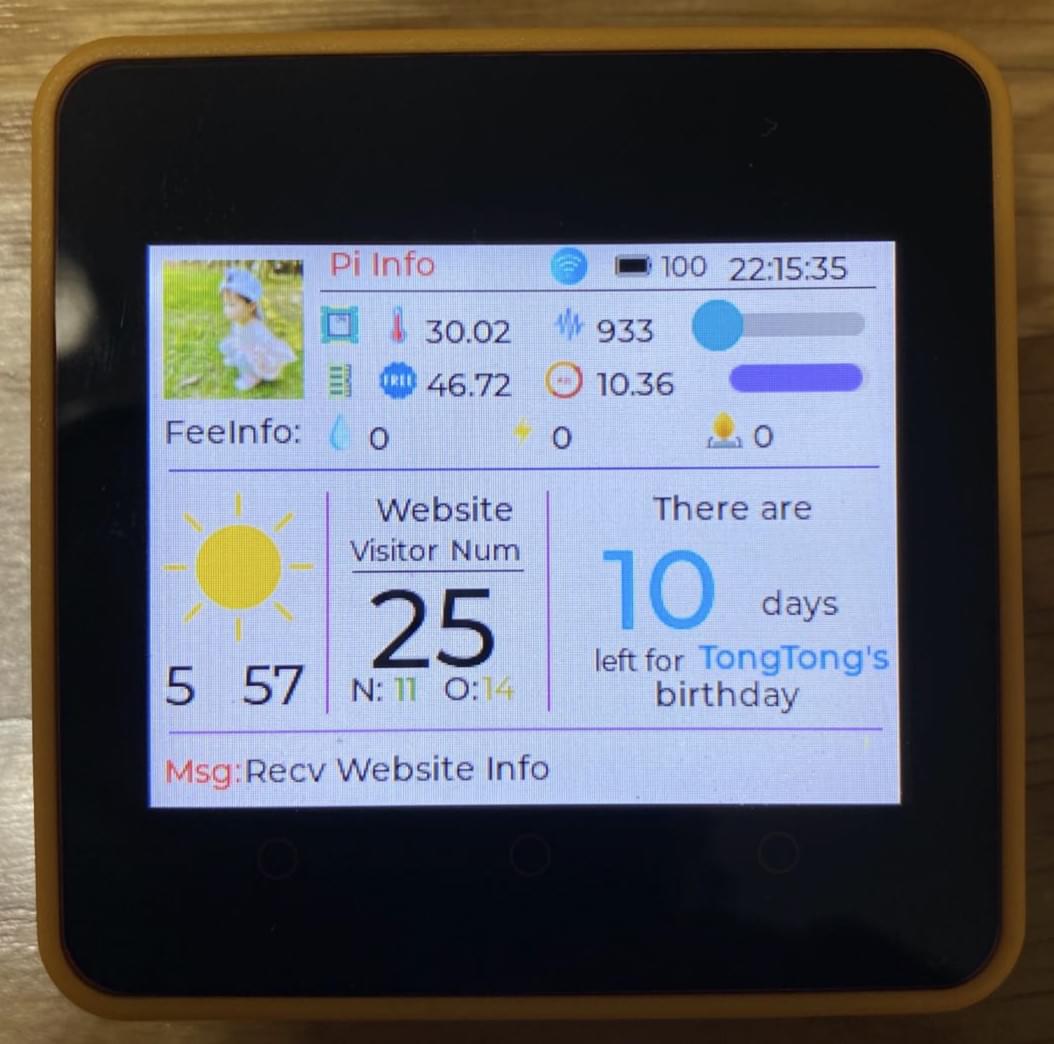 Pi Info 100 22:15:35
30.02 933
FREE 46.72 10.36
FeeInfo: 0 0 0
Website
Visitor Num
25
N: 11 O:14
5 57
There are
10 days
left for TongTong's
birthday
Msg:Recv Website Info